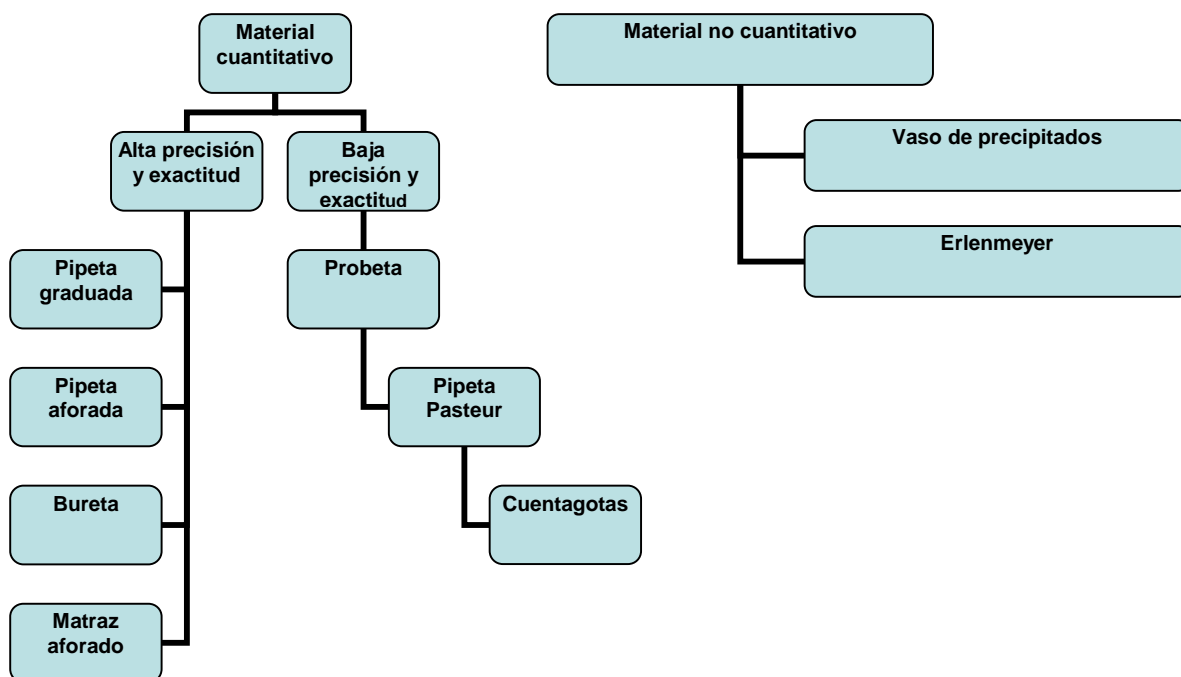 Material
cuantitativo
Alta precisión
y exactitud
Baja
precisión y
exactitud
Pipeta
graduada
Probeta
Pipeta
aforada
Pipeta
Pasteur
Bureta
Cuentagotas
Matraz
aforado
Material no cuantitativo
Vaso de precipitados
Erlenmeyer